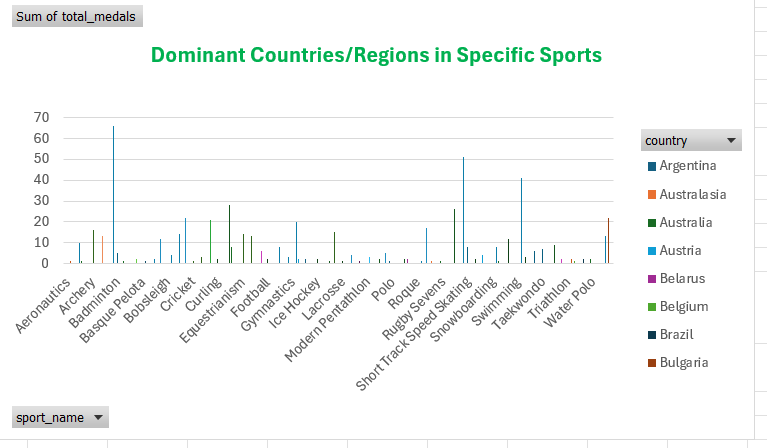 Sum of total_medals
Dominant Countries/Regions in Specific Sports
70
60
50
40
30
20
10
0
Aeronautics
Archery
Badminton
Basque Pelota
Bobsleigh
Cricket
Curling
Equestrianism
Football
Gymnastics
Ice Hockey
Lacrosse
Modern Pentathlon
Polo
Roque
Rugby Sevens
Short Track Speed Skating
Snowboarding
Swimming
Taekwondo
Triathlon
Water Polo
country
Argentina
Australasia
Australia
Austria
Belarus
Belgium
Brazil
Bulgaria
sport_name